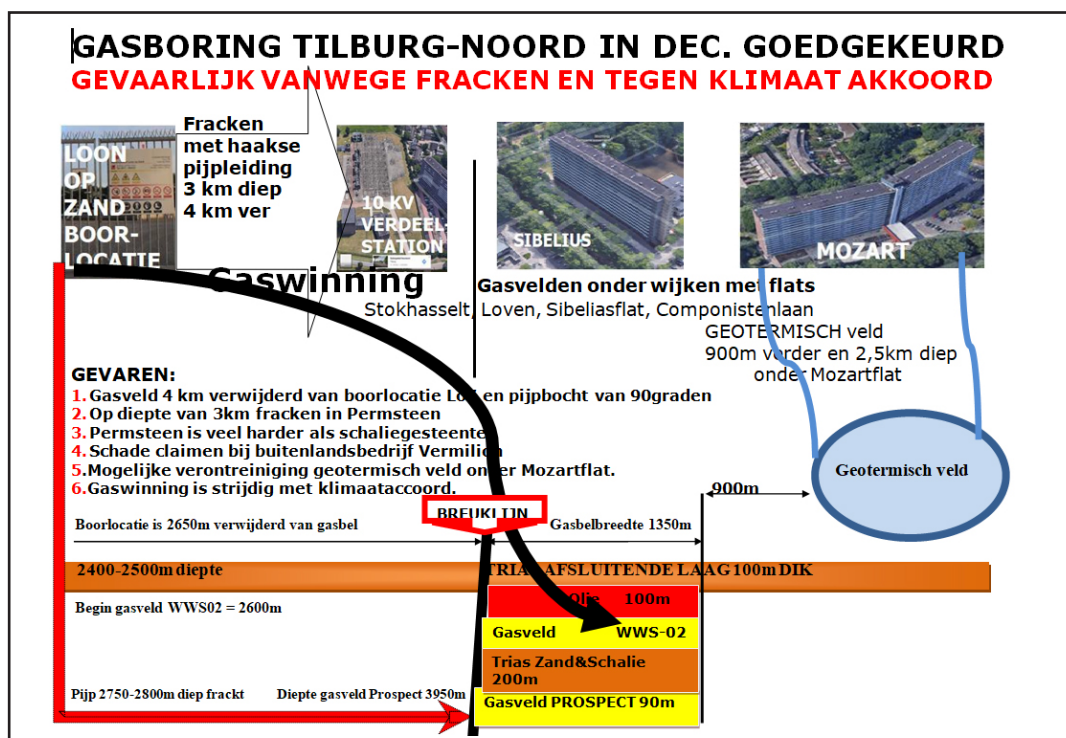 GASBORING TILBURG-NOORD IN DEC. GOEDGEKEURD
GEVAARLIJK VANWEGE FRACKEN EN TEGEN KLIMAAT AKKOORD
LOON
OP
ZAND
BOOR-
LOCATIE
Fracken
met haakse
pijpleiding
3 km diep
4 km ver
10 KV
VERDEEL-
STATION
SIBELIUS
MOZART
Gaswinning
Gasvelden onder wijken met flats
Stokhasselt, Loven, Sibeliasflat, Componistenlaan
GEOTERMISCH veld
900m verder en 2,5km diep
onder Mozartflat
GEVAREN:
1. Gasveld 4 km verwijderd van boorlocatie en pijpbocht van 90graden
2. Op diepte van 3km fracken in Permsteen
3. Permsteen is veel harder als schaliegesteente
4. Schade claimen bij buitenlandsbedrijf Vermilion
5.Mogelijke verontreiniging geotermisch veld onder Mozartflat.
6.Gaswinning is strijdig met klimaataccoord.
Geotermisch veld
900m
BREUKLIJN
Boorlocatie is 2650m verwijderd van gasbel
Gasbelbreedte 1350m
2400-2500m diepte
TRIAS AFSLUITENDE LAAG 100m DIK
Olie 100m
Begin gasveld WWS02 = 2600m
Gasveld WWS-02
Trias Zand&Schalie
200m
Pijp 2750-2800m diep frackt
Diepte gasveld Prospect 3950m
Gasveld PROSPECT 90m